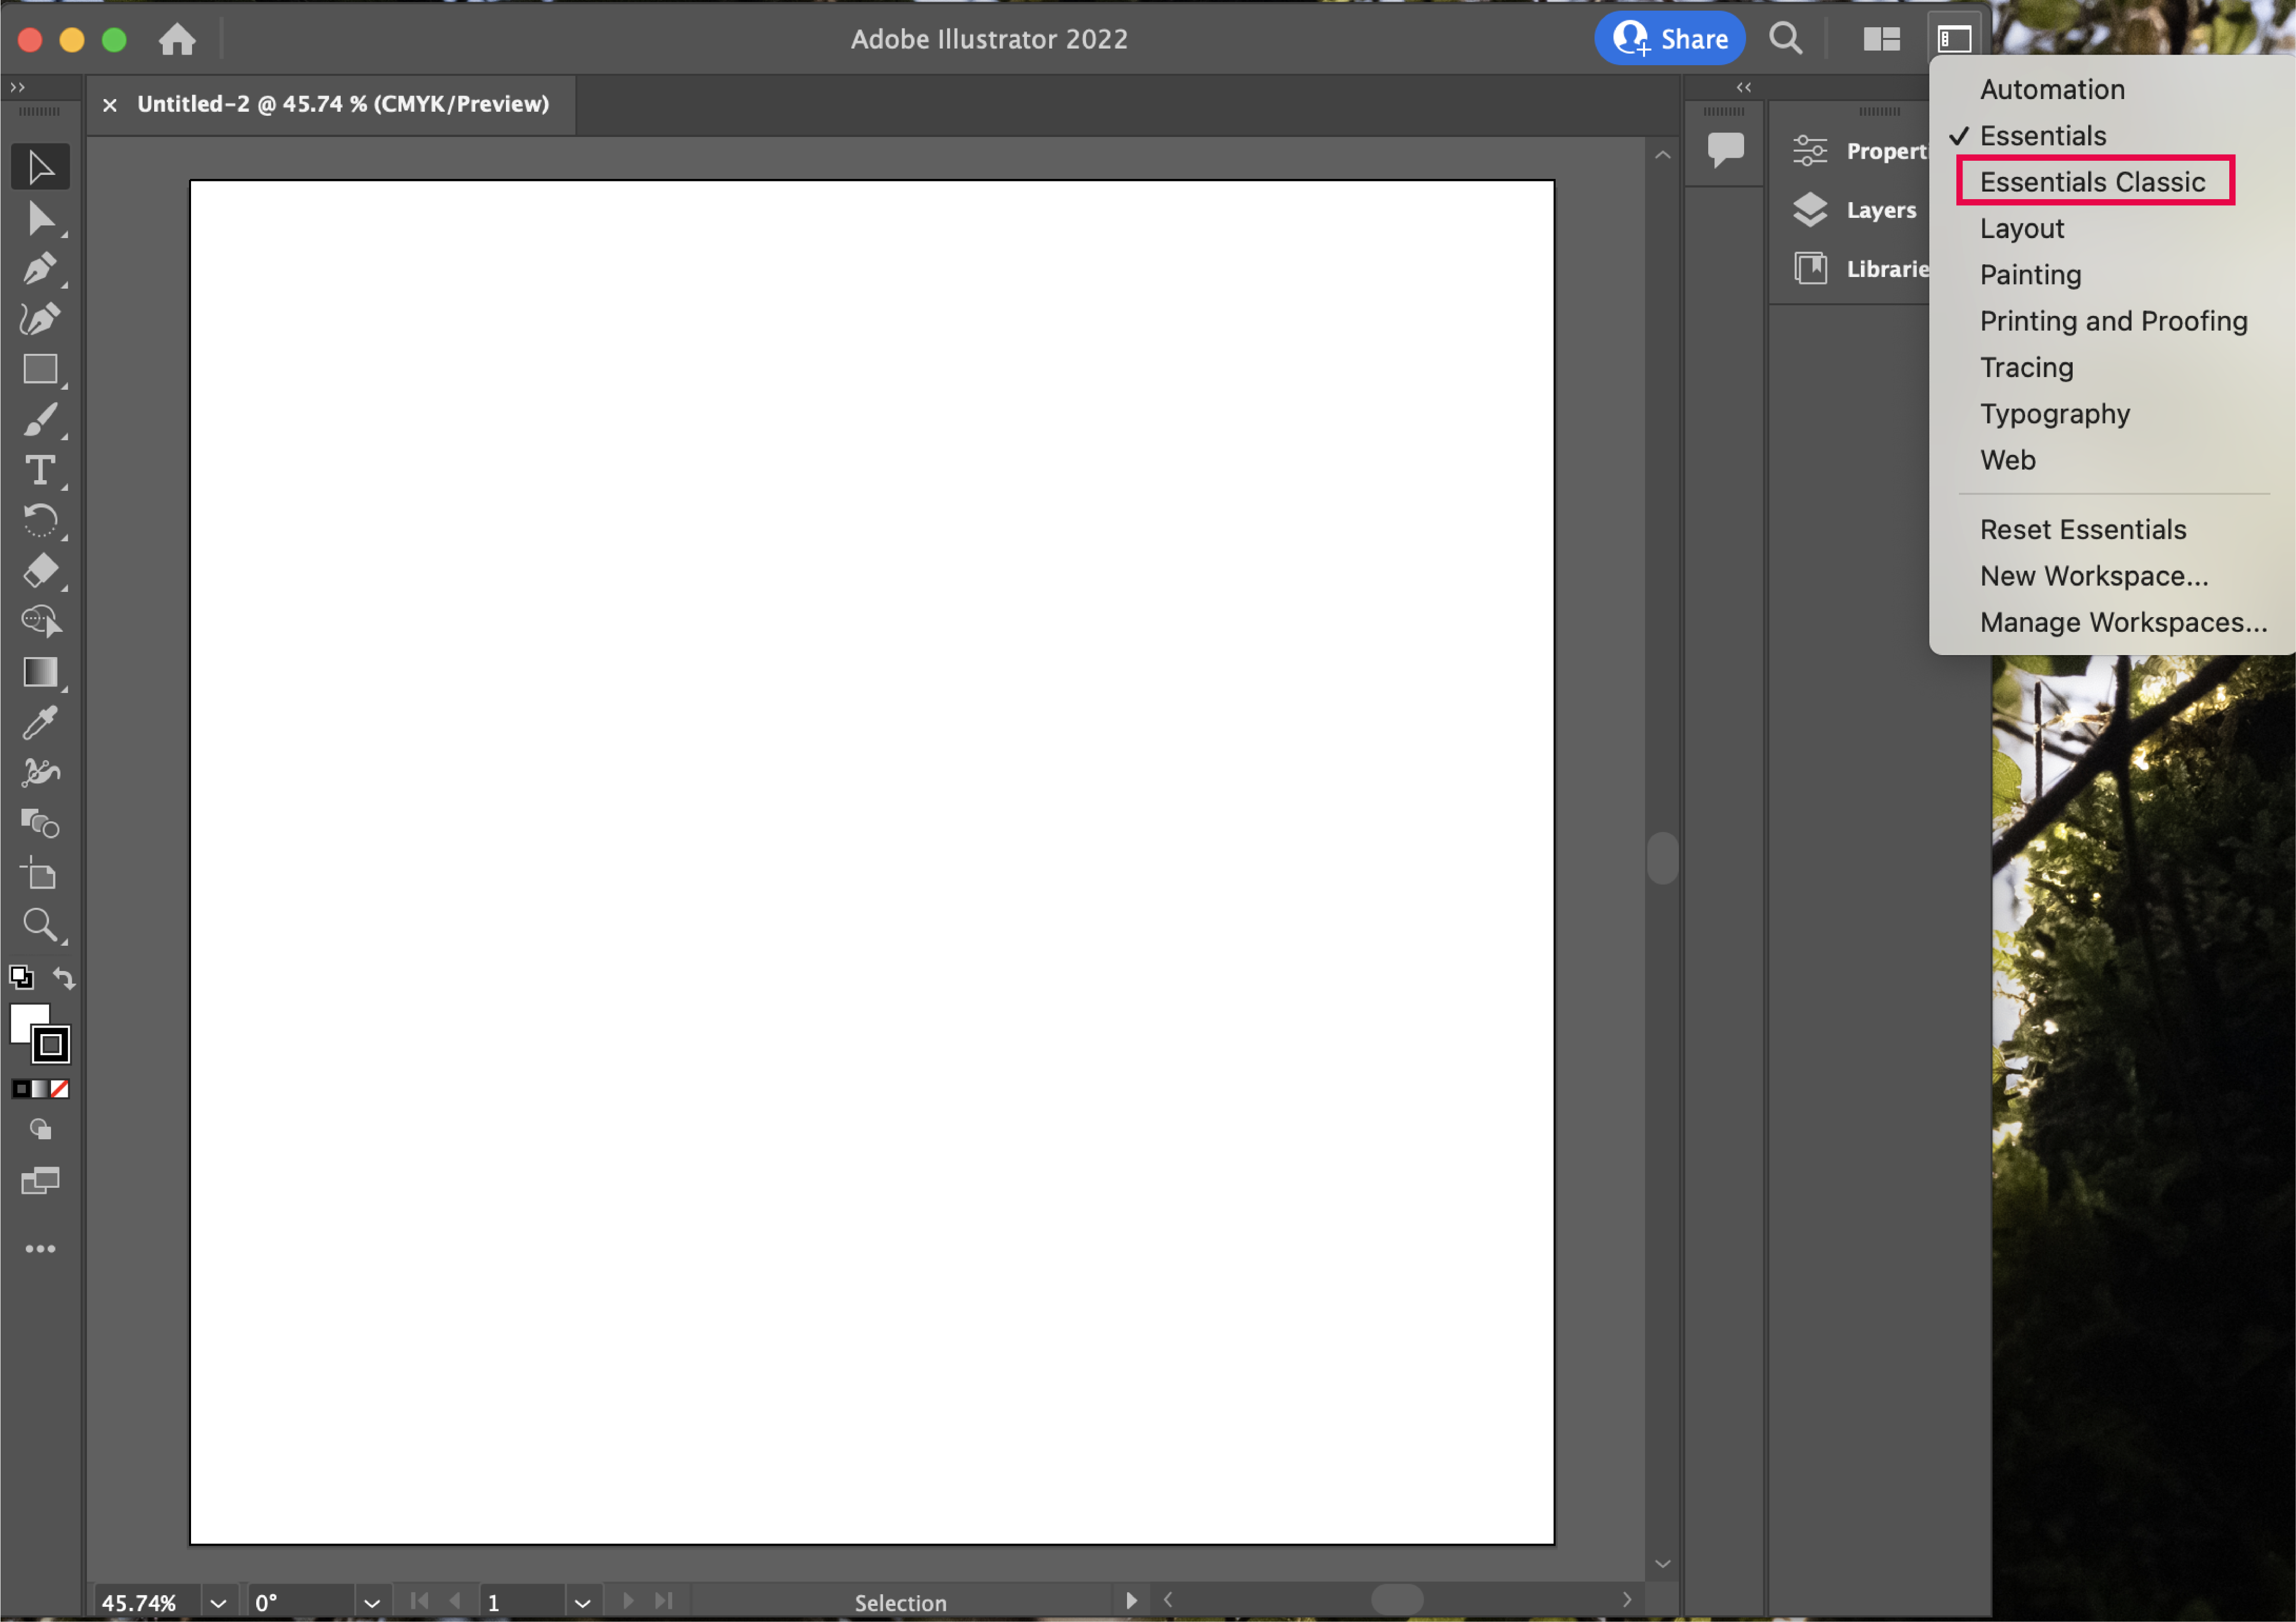 Adobe Illustrator 2022
Share
Untitled-2 @ 45.74 % (CMYK/Preview)
Properti
Layers
Librarie
Automation
✓ Essentials
Essentials Classic
Layout
Painting
Printing and Proofing
Tracing
Typography
Web
Reset Essentials
New Workspace...
Manage Workspaces...
45.74%
0°
1
Selection